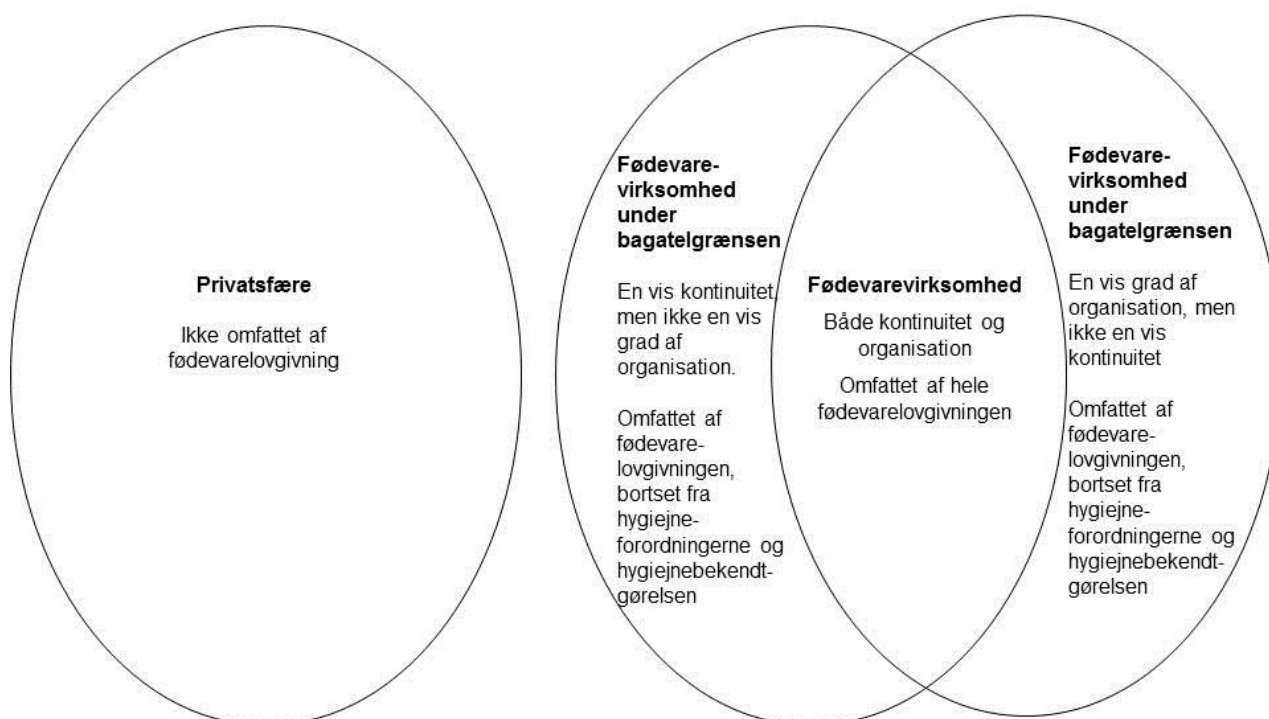 Privatsfære
Ikke omfattet af
fødevarelovgivning
Fødevare-
virksomhed
under
bagatelgrænsen
En vis kontinuitet,
men ikke en vis
grad af
organisation.
Omfattet af
fødevare-
lovgivningen,
bortset fra
hygiejne-
forordningerne og
hygiejnebekendt-
gørelsen
Fødevarevirksomhed
Både kontinuitet og
organisation
Omfattet af hele
fødevarelovgivningen
Fødevare-
virksomhed
under
bagatelgrænsen
En vis grad af
organisation, men
ikke en vis
kontinuitet
Omfattet af
fødevare-
lovgivningen,
bortset fra
hygiejne-
forordningerne og
hygiejnebekendt-
gørelsen